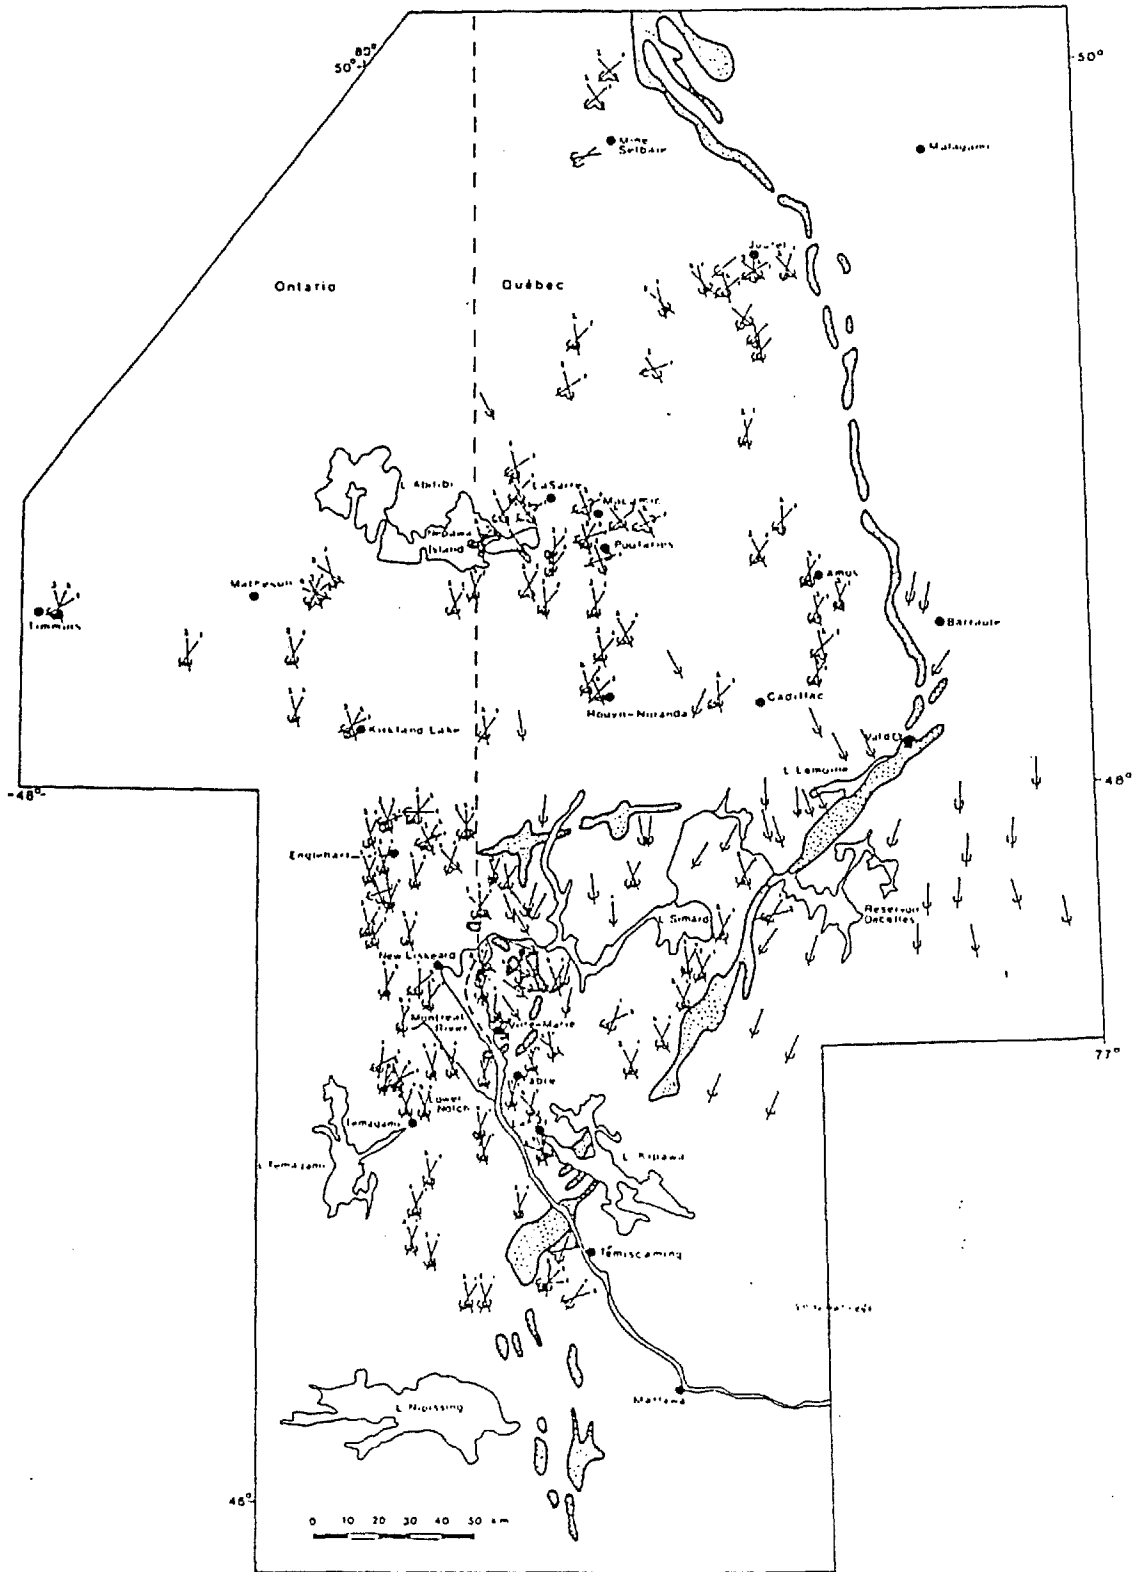 80°
50°
50°
Mine
Selbaie
Matagami
Joutel
Ontario
Québec
L Abitibi
LaSarre
Macamic
Nepawa
Island
Poularies
Matheson
Amos
Timmins
Barraute
Cadillac
Rouyn-Noranda
Kirkland Lake
Val d'Or
L Lemoine
-48°-
48°
Englehart
Reservoir
Decelles
L Simard
New Liskeard
Montreal
River
Ville-Marie
77°
Fabre
Lower
Notch
Temagami
L Kipawa
L Temagami
Témiscaming
Mattawa
L Nipissing
46°
0 10 20 30 40 50 km